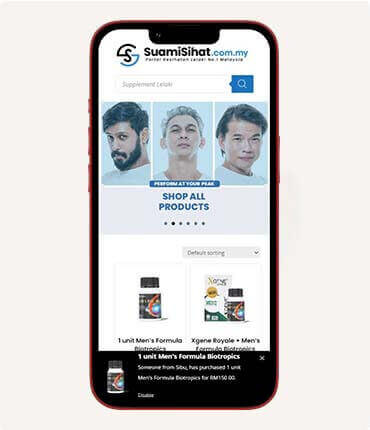 SuamiSihat.com.my
Portal Kesihatan Lelaki No.1 Malaysia
Supplement Lelaki
PERFORM AT YOUR PEAK
SHOP ALL
PRODUCTS
Default sorting
Xgene
1 unit Men's Formula
Biotropics
Xgene Royale + Men's
Formula Biotropics
1 unit Men's Formula Biotropics
Someone from Sibu, has purchased 1 unit
Men's Formula Biotropics for RM150.00.
Disable